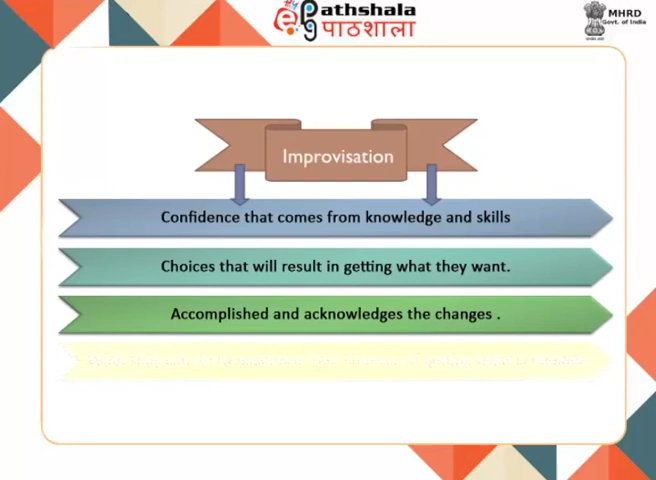 Pathshala
पाठशाला
MHRD
Govt. of India
Improvisation
Confidence that comes from knowledge and skills
Choices that will result in getting what they want.
Accomplished and acknowledges the changes .